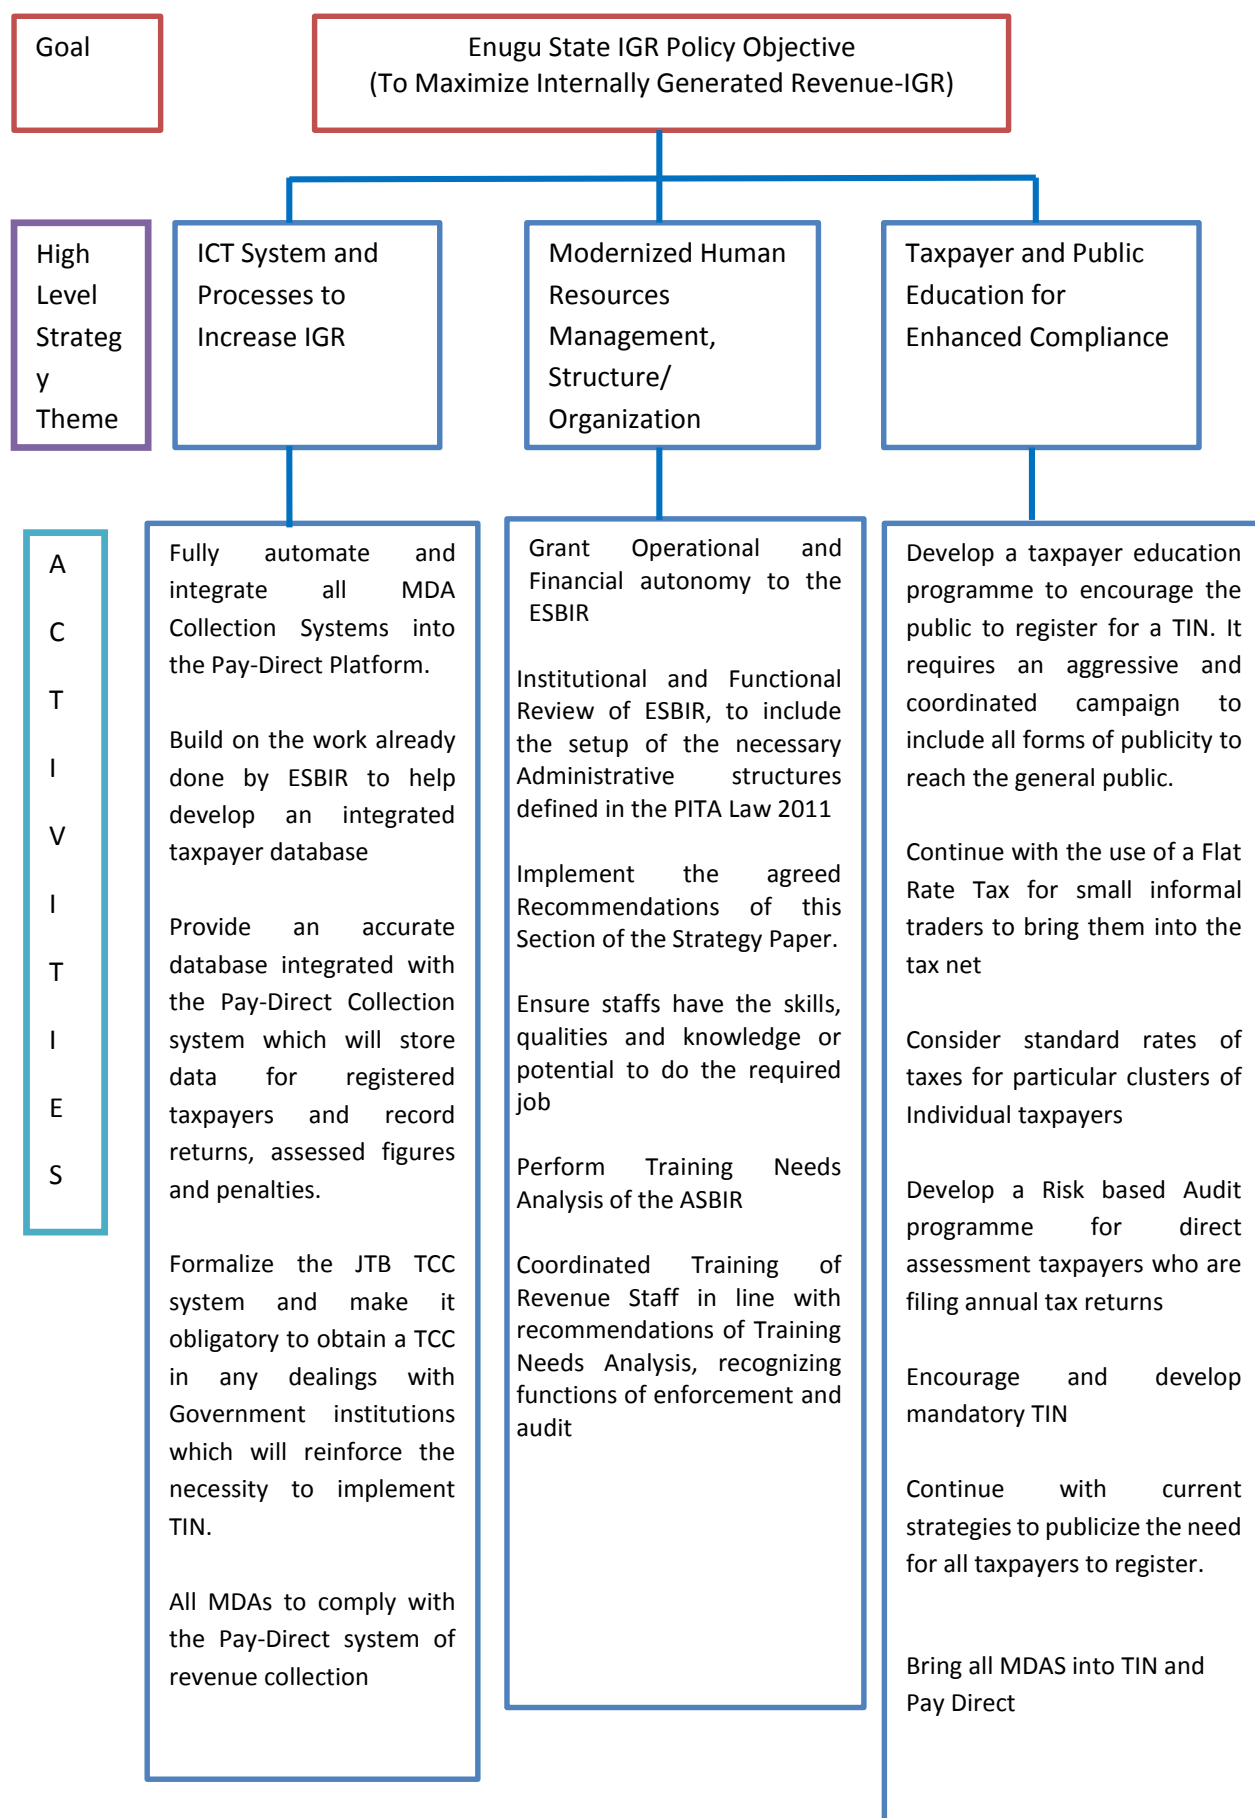 Goal
Enugu State IGR Policy Objective
(To Maximize Internally Generated Revenue-IGR)
High
Level
Strateg
y
Theme
ICT System and
Processes to
Increase IGR
Modernized Human
Resources
Management,
Structure/
Organization
Taxpayer and Public
Education for
Enhanced Compliance
A
C
T
I
V
I
T
I
E
S
Fully automate and
integrate all MDA
Collection Systems into
the Pay-Direct Platform.
Build on the work already
done by ESBIR to help
develop an integrated
taxpayer database
Provide an accurate
database integrated with
the Pay-Direct Collection
system which will store
data for registered
taxpayers and record
returns, assessed figures
and penalties.
Formalize the JTB TCC
system and make it
obligatory to obtain a TCC
in any dealings with
Government institutions
which will reinforce the
necessity to implement
TIN.
All MDAs to comply with
the Pay-Direct system of
revenue collection
Grant Operational and
Financial autonomy to the
ESBIR
Institutional and Functional
Review of ESBIR, to include
the setup of the necessary
Administrative structures
defined in the PITA Law 2011
Implement the agreed
Recommendations of this
Section of the Strategy Paper.
Ensure staffs have the skills,
qualities and knowledge or
potential to do the required
job
Perform Training Needs
Analysis of the ASBIR
Coordinated Training of
Revenue Staff in line with
recommendations of Training
Needs Analysis, recognizing
functions of enforcement and
audit
Develop a taxpayer education
programme to encourage the
public to register for a TIN. It
requires an aggressive and
coordinated campaign to
include all forms of publicity to
reach the general public.
Continue with the use of a Flat
Rate Tax for small informal
traders to bring them into the
tax net
Consider standard rates of
taxes for particular clusters of
Individual taxpayers
Develop a Risk based Audit
programme for direct
assessment taxpayers who are
filing annual tax returns
Encourage and develop
mandatory TIN
Continue with current
strategies to publicize the need
for all taxpayers to register.
Bring all MDAS into TIN and
Pay Direct